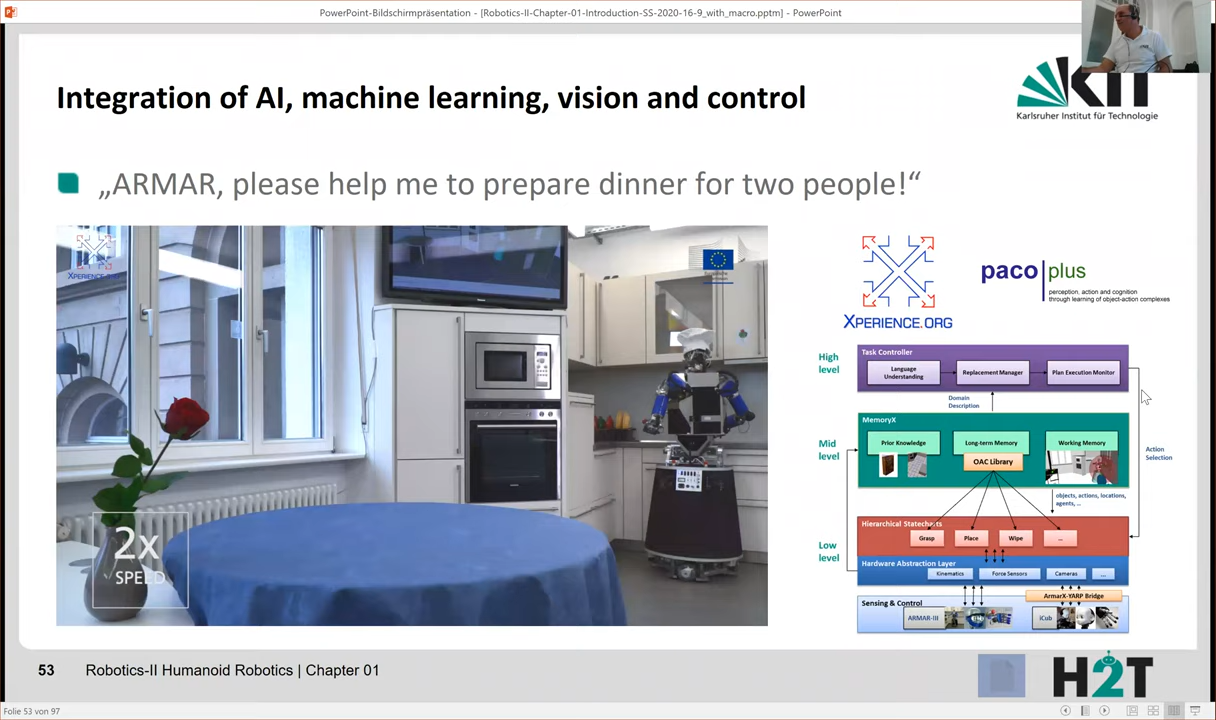 PowerPoint-Bildschirmpräsentation - [Robotics-II-Chapter-01-Introduction-SS-2020-16-9_with_macro.pptm] - PowerPoint
Integration of AI, machine learning, vision and control
KIT
Karlsruher Institut für Technologie
„ARMAR, please help me to prepare dinner for two people!“
XPERIENCE.ORG
2x
SPEED
XPERIENCE.ORG
paco plus
perception, action and cognition
through learning of object-action complexes
High
level
Task Controller
Language
Understanding
Replacement Manager
Plan Execution Monitor
Domain
Description
Mid
level
MemoryX
Prior Knowledge
Long-term Memory
Working Memory
OAC Library
Action
Selection
objects, actions, locations,
agents, ...
Low
level
Hierarchical Statecharts
Grasp
Place
Wipe
...
Hardware Abstraction Layer
Kinematics
Force Sensors
Cameras
...
ArmarX-YARP Bridge
Sensing & Control
ARMAR-III
iCub
53 Robotics-II Humanoid Robotics | Chapter 01
H2T
Folie 53 von 97